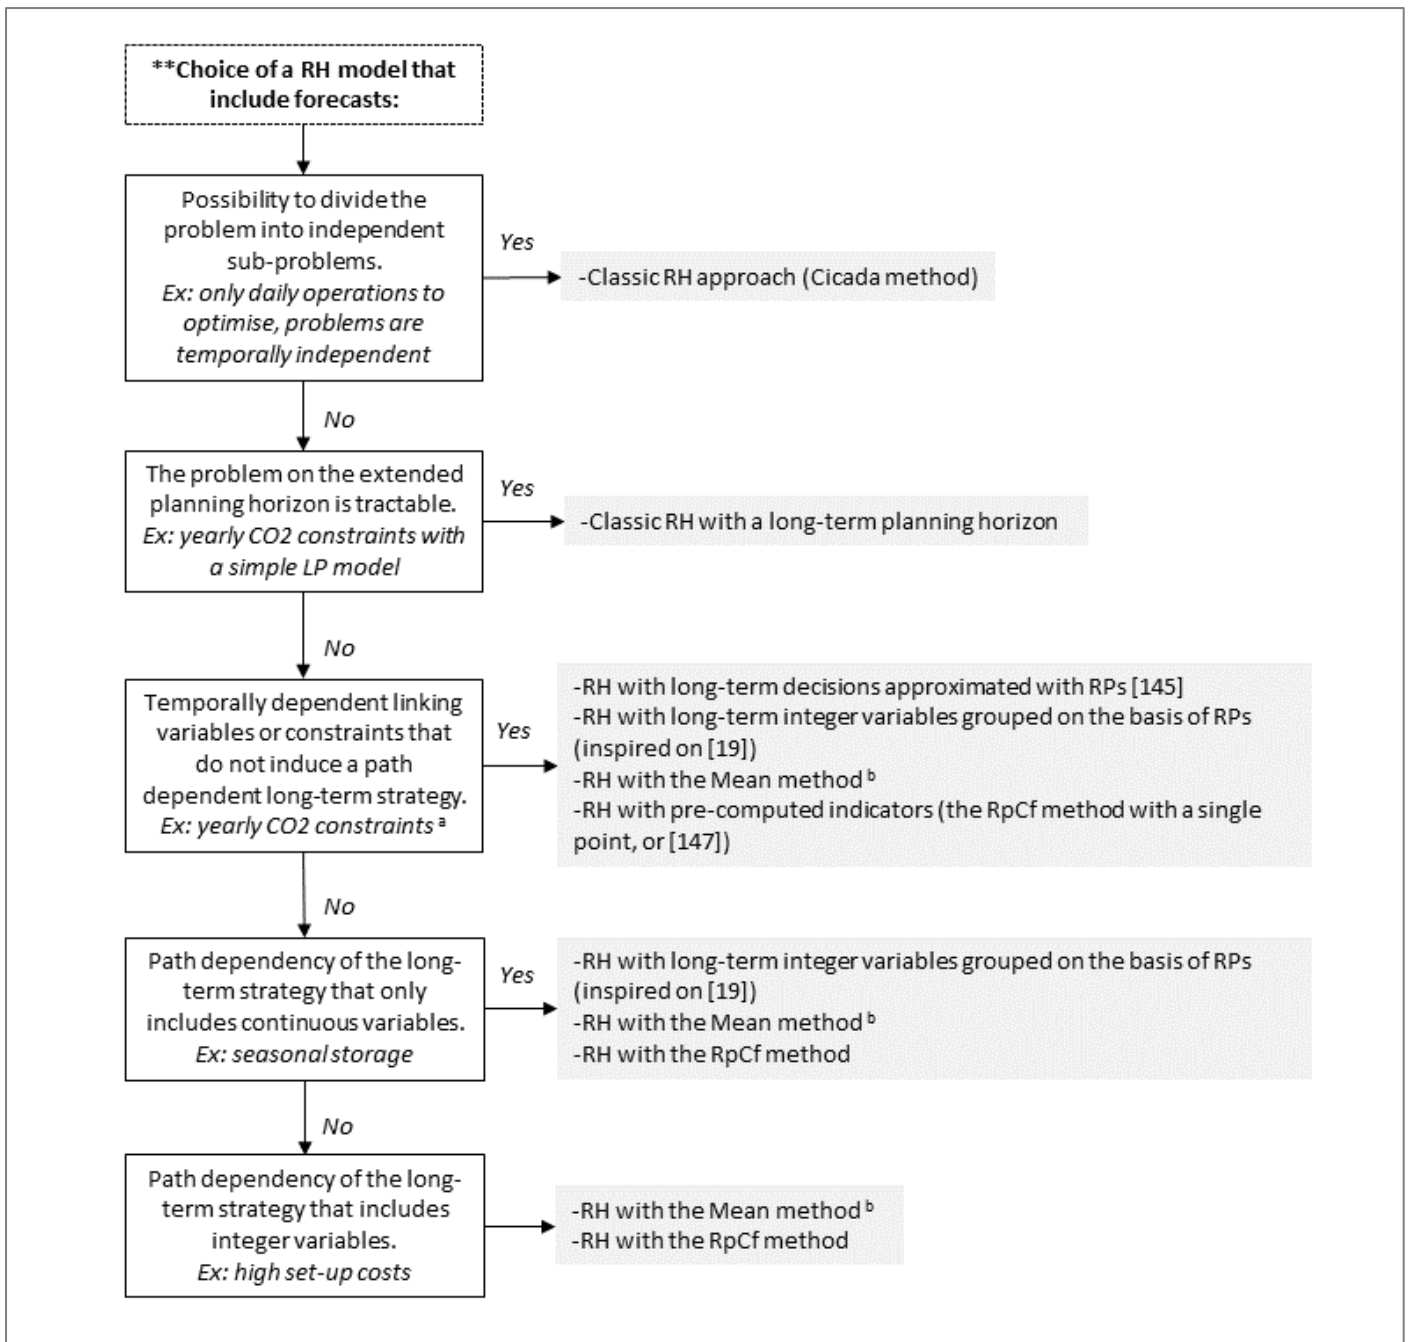 **Choice of a RH model that
include forecasts:
Possibility to divide the
problem into independent
sub-problems.
Ex: only daily operations to
optimise, problems are
temporally independent
Yes
-Classic RH approach (Cicada method)
No
The problem on the extended
planning horizon is tractable.
Ex: yearly CO2 constraints with
a simple LP model
Yes
-Classic RH with a long-term planning horizon
No
Temporally dependent linking
variables or constraints that
do not induce a path
dependent long-term strategy.
Ex: yearly CO2 constraints ª
Yes
-RH with long-term decisions approximated with RPs [145]
-RH with long-term integer variables grouped on the basis of RPs
(inspired on [19])
-RH with the Mean method ᵇ
-RH with pre-computed indicators (the RpCf method with a single
point, or [147])
No
Path dependency of the long-
term strategy that only
includes continuous variables.
Ex: seasonal storage
Yes
-RH with long-term integer variables grouped on the basis of RPs
(inspired on [19])
-RH with the Mean method ᵇ
-RH with the RpCf method
No
Path dependency of the long-
term strategy that includes
integer variables.
Ex: high set-up costs
-RH with the Mean method ᵇ
-RH with the RpCf method